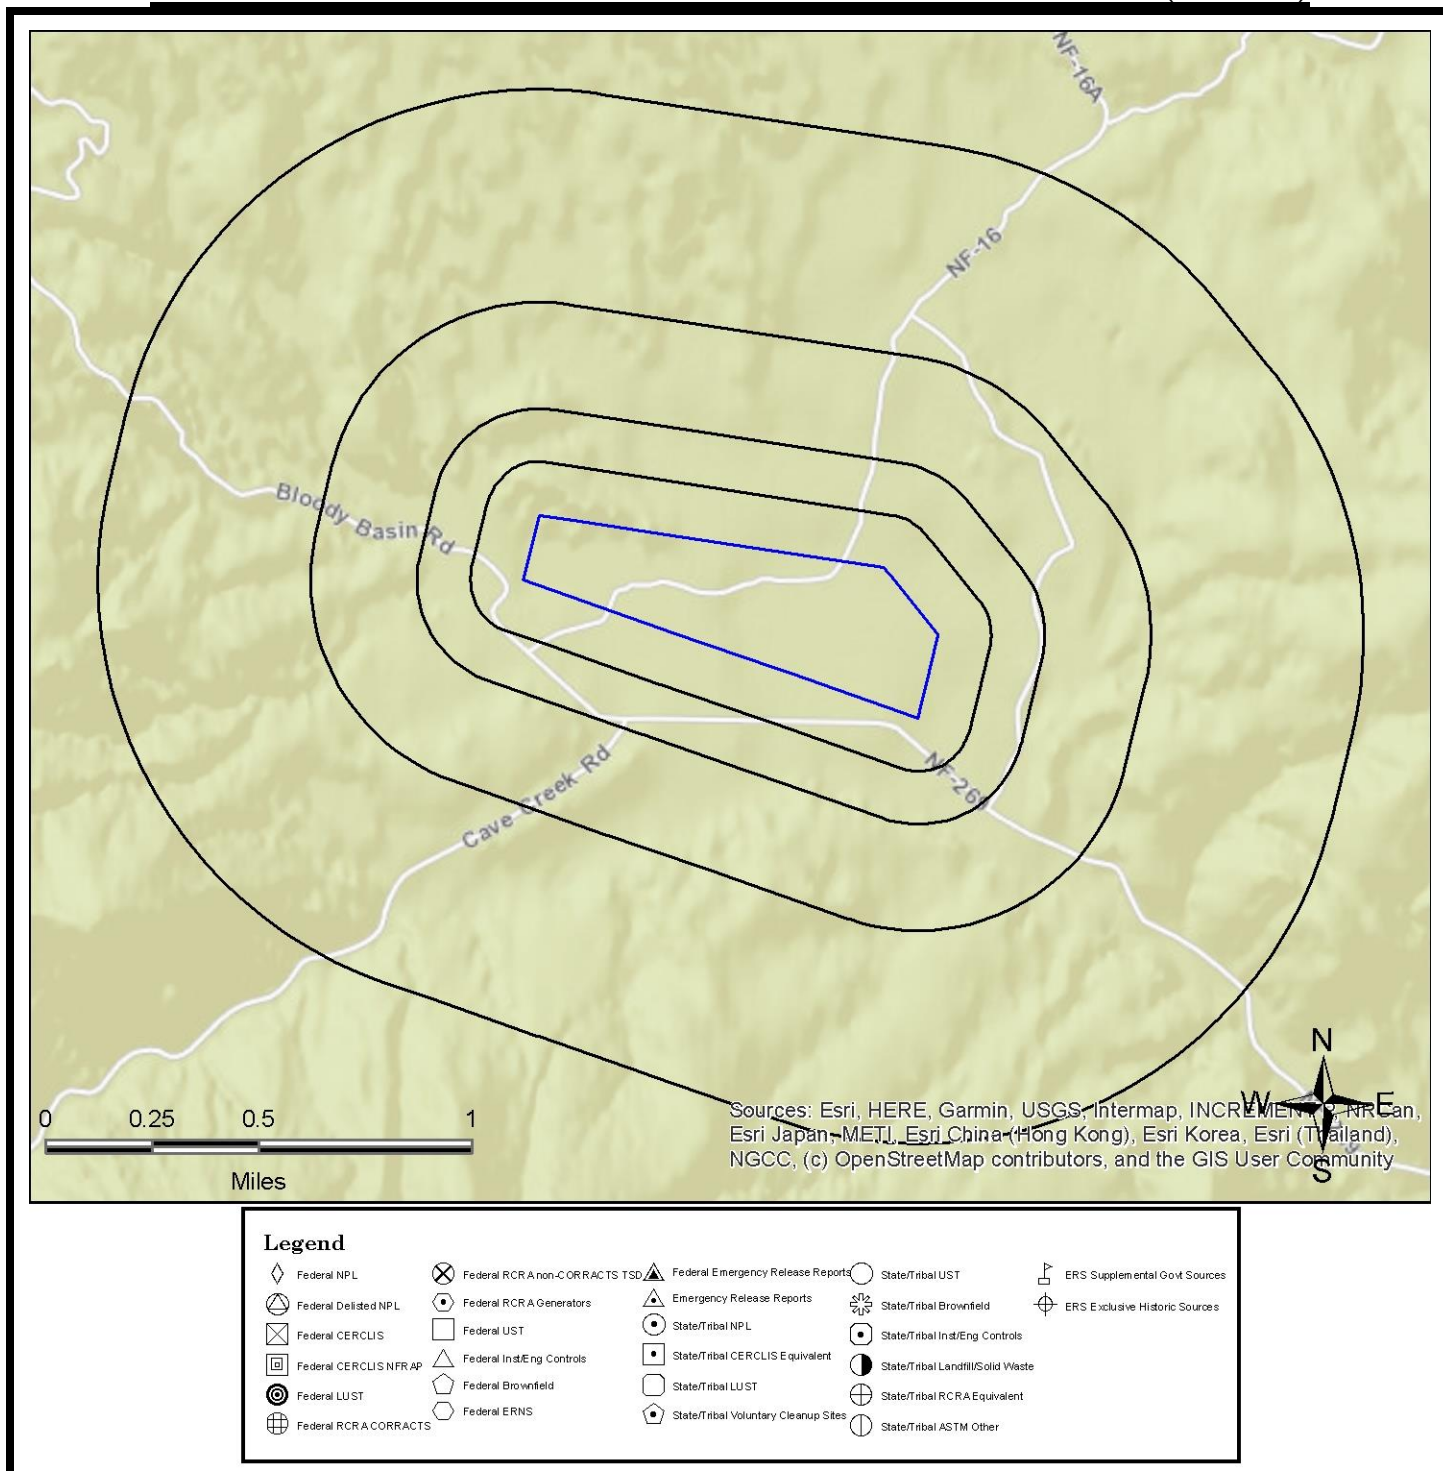 NF-16A
NF-16
Bloody Basin Rd
Cave Creek Rd
NF-269
0 0.25 0.5 1
Miles
N
W E
S
Sources: Esri, HERE, Garmin, USGS, Intermap, INCREMENT P, NRCan,
Esri Japan, METI, Esri China (Hong Kong), Esri Korea, Esri (Thailand),
NGCC, (c) OpenStreetMap contributors, and the GIS User Community
Legend
Federal NPL
Federal Delisted NPL
Federal CERCLIS
Federal CERCLIS NFRAP
Federal LUST
Federal RCRA CORRACTS
Federal RCRA non-CORRACTS TSD
Federal RCRA Generators
Federal UST
Federal Inst/Eng Controls
Federal Brownfield
Federal ERNS
Federal Emergency Release Reports
Emergency Release Reports
State/Tribal NPL
State/Tribal CERCLIS Equivalent
State/Tribal LUST
State/Tribal Voluntary Cleanup Sites
State/Tribal UST
State/Tribal Brownfield
State/Tribal Inst/Eng Controls
State/Tribal Landfill/Solid Waste
State/Tribal RCRA Equivalent
State/Tribal ASTM Other
ERS Supplemental Govt Sources
ERS Exclusive Historic Sources